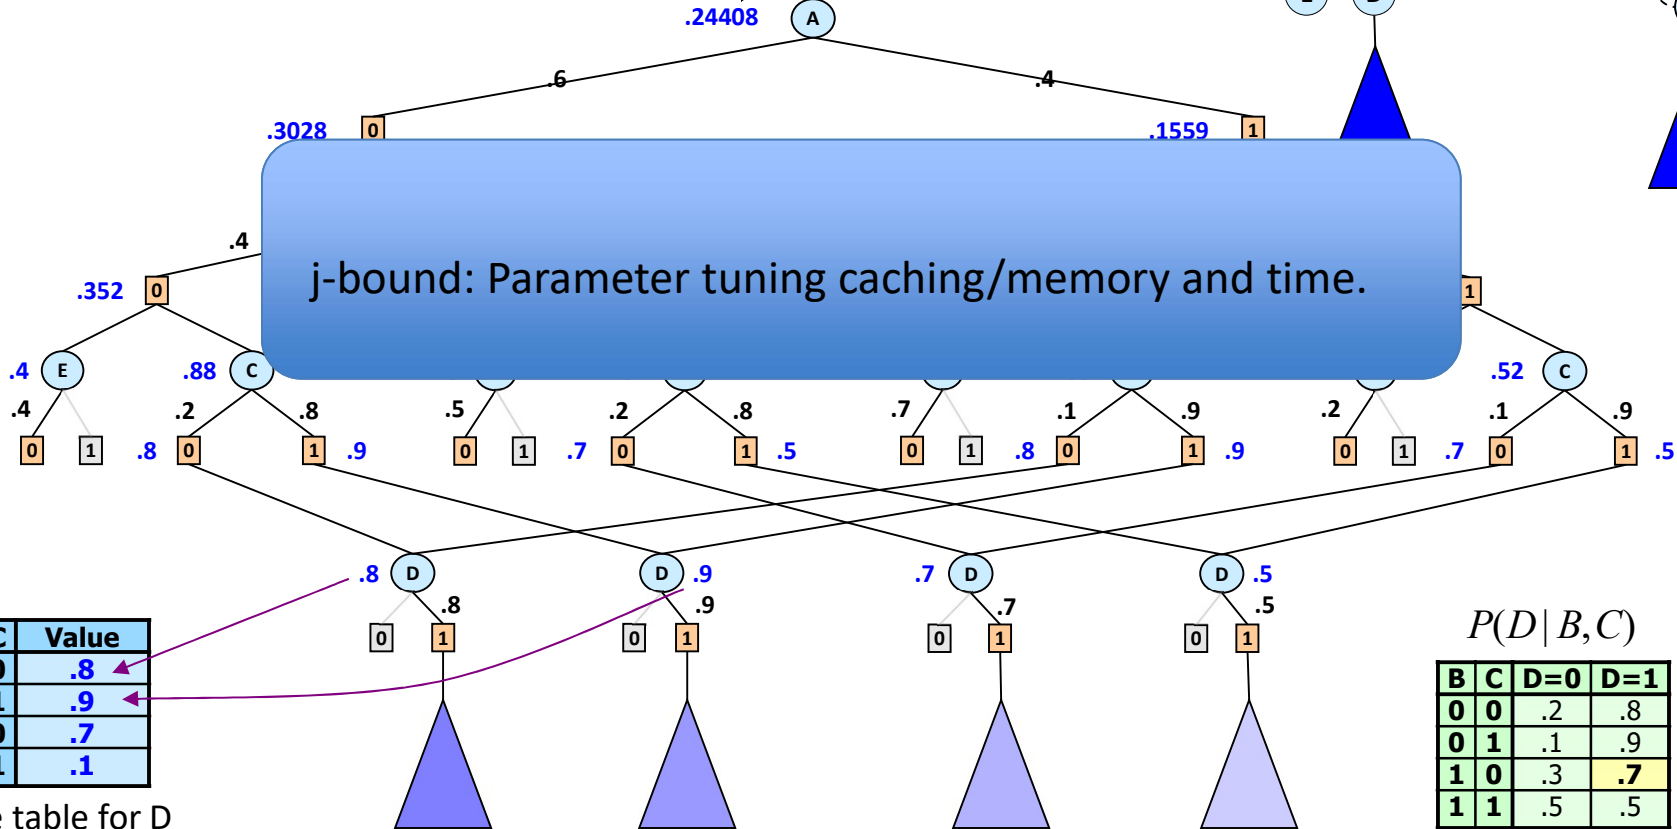 .24408 A
.6 .4
.3028 0 .1559 1
j-bound: Parameter tuning caching/memory and time.
.4
.352 0 1
.4 E .88 C .52 C
.4 .2 .8 .5 .2 .8 .7 .1 .9 .2 .1 .9
0 1 .8 0 1 .9 0 1 .7 0 1 .5 0 1 .8 0 1 .9 0 1 .7 0 1 .5
.8 D D .9 .7 D D .5
.8 .9 .7 .5
0 1 0 1 0 1 0 1
C Value
0 .8
1 .9
0 .7
1 .1
table for D
P(D|B,C)
B C D=0 D=1
0 0 .2 .8
0 1 .1 .9
1 0 .3 .7
1 1 .5 .5